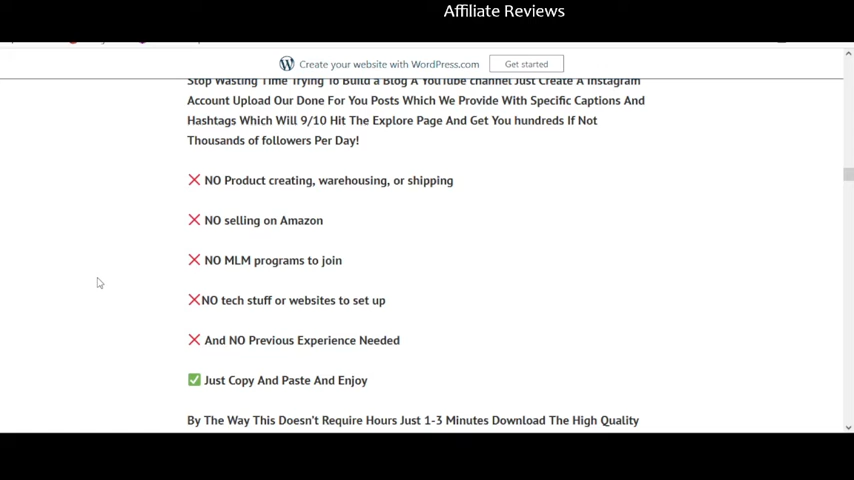 Affiliate Reviews
Create your website with WordPress.com
Get started
Stop Wasting Time Trying To Build a Blog A YouTube channel Just Create A Instagram
Account Upload Our Done For You Posts Which We Provide With Specific Captions And
Hashtags Which Will 9/10 Hit The Explore Page And Get You hundreds If Not
Thousands of followers Per Day!
❌ NO Product creating, warehousing, or shipping
❌ NO selling on Amazon
❌ NO MLM programs to join
❌NO tech stuff or websites to set up
❌ And NO Previous Experience Needed
✅ Just Copy And Paste And Enjoy
By The Way This Doesn't Require Hours Just 1-3 Minutes Download The High Quality